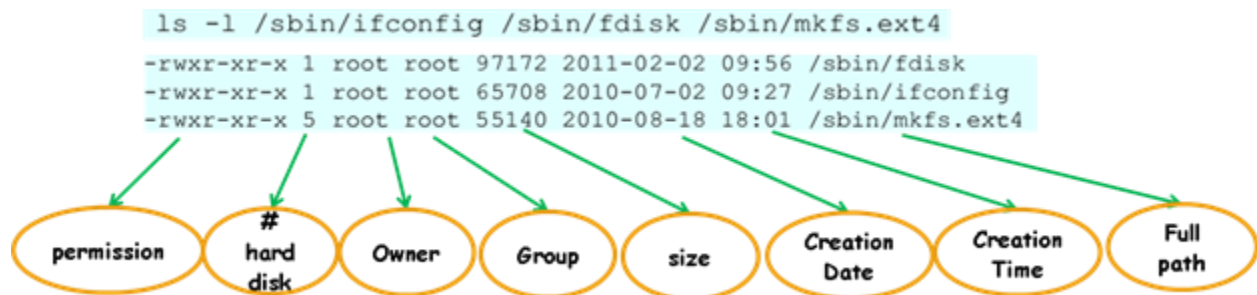 ls -l /sbin/ifconfig /sbin/fdisk /sbin/mkfs.ext4
-rwxr-xr-x 1 root root 97172 2011-02-02 09:56 /sbin/fdisk
-rwxr-xr-x 1 root root 65708 2010-07-02 09:27 /sbin/ifconfig
-rwxr-xr-x 5 root root 55140 2010-08-18 18:01 /sbin/mkfs.ext4
permission
#
hard
disk
Owner
Group
size
Creation
Date
Creation
Time
Full
path